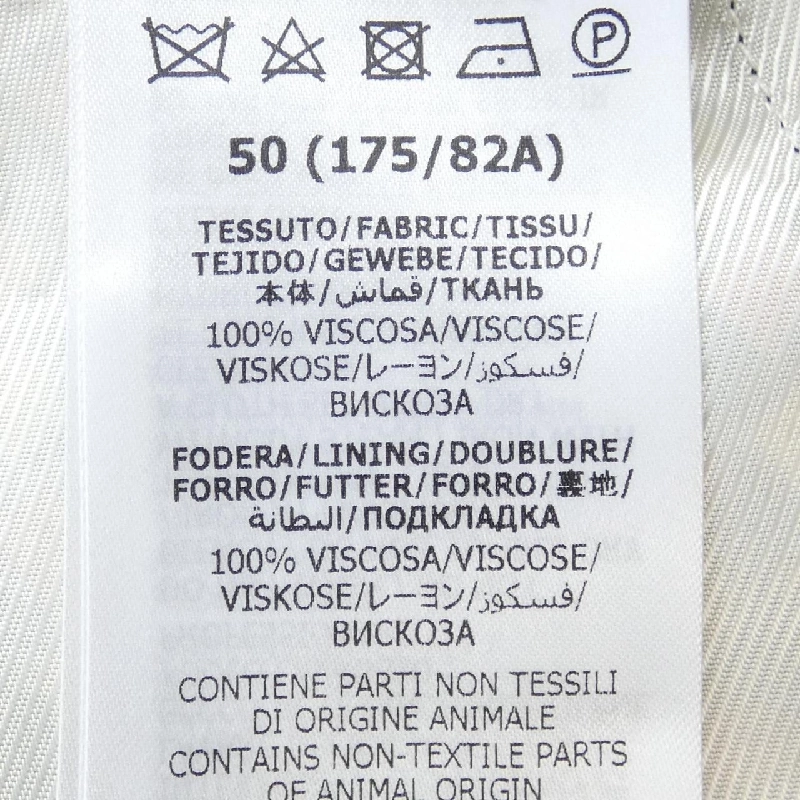 P
50 (175/82A)
TESSUTO/FABRIC/TISSU/
TEJIDO/GEWEBE/TECIDO/
本体/قماش/ТКАНЬ
100% VISCOSA/VISCOSE/
VISKOSE/レーヨン/فسكوز/
ВИСКОЗА
FODERA/LINING/DOUBLURE/
FORRO/FUTTER/FORRO/裏地/
البطانة/ПОДКЛАДКА
100% VISCOSA/VISCOSE/
VISKOSE/レーヨン/فسكوز/
ВИСКОЗА
CONTIENE PARTI NON TESSILI
DI ORIGINE ANIMALE
CONTAINS NON-TEXTILE PARTS
OF ANIMAL ORIGIN